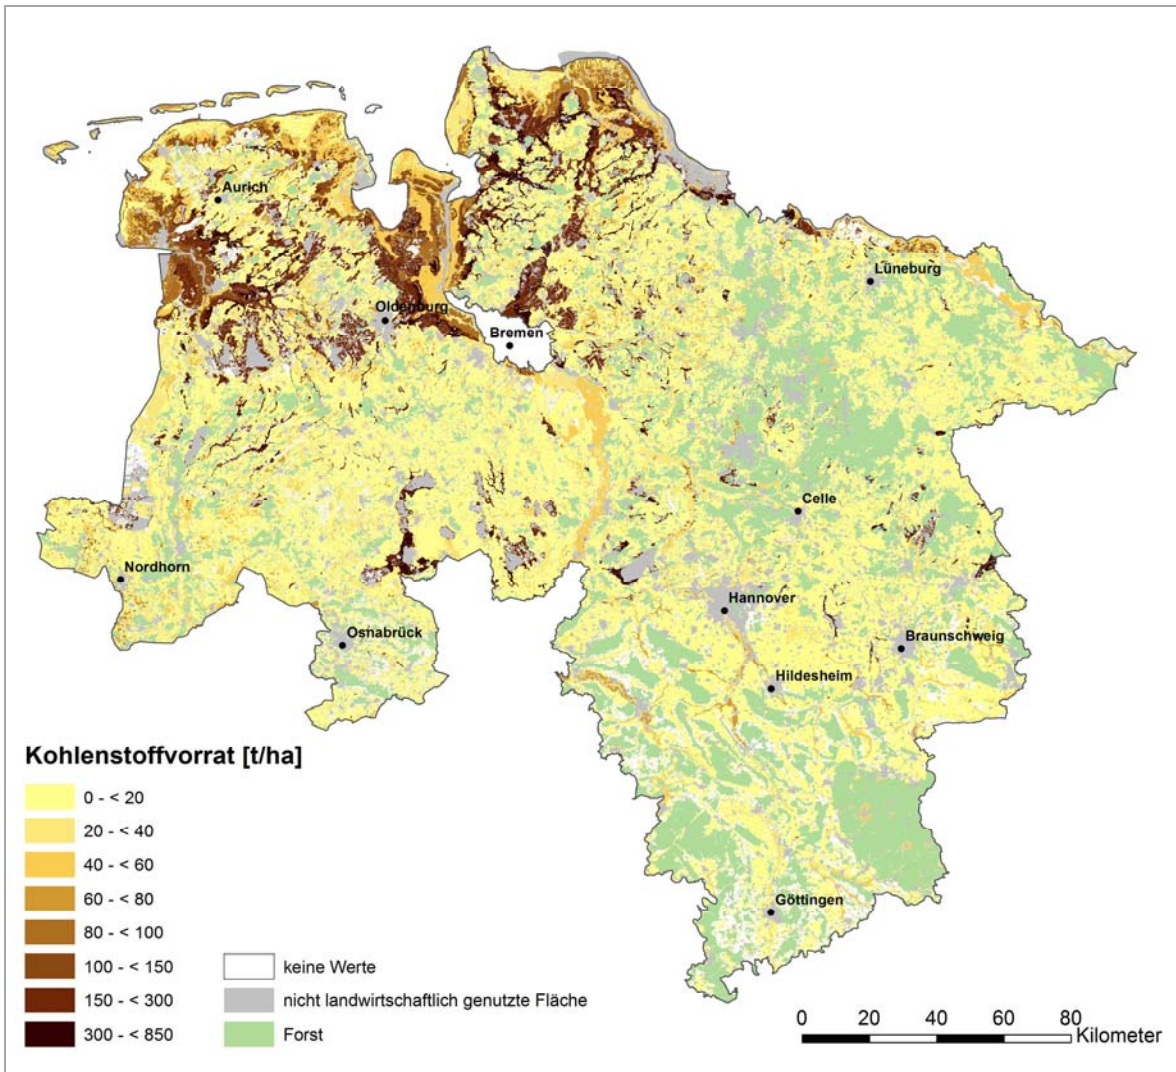 Aurich
Lüneburg
Oldenburg
Bremen
Celle
Nordhorn
Hannover
Osnabrück
Braunschweig
Hildesheim
Göttingen
Kohlenstoffvorrat [t/ha]
0 - < 20
20 - < 40
40 - < 60
60 - < 80
80 - < 100
100 - < 150
150 - < 300
300 - < 850
keine Werte
nicht landwirtschaftlich genutzte Fläche
Forst
0 20 40 60 80
Kilometer